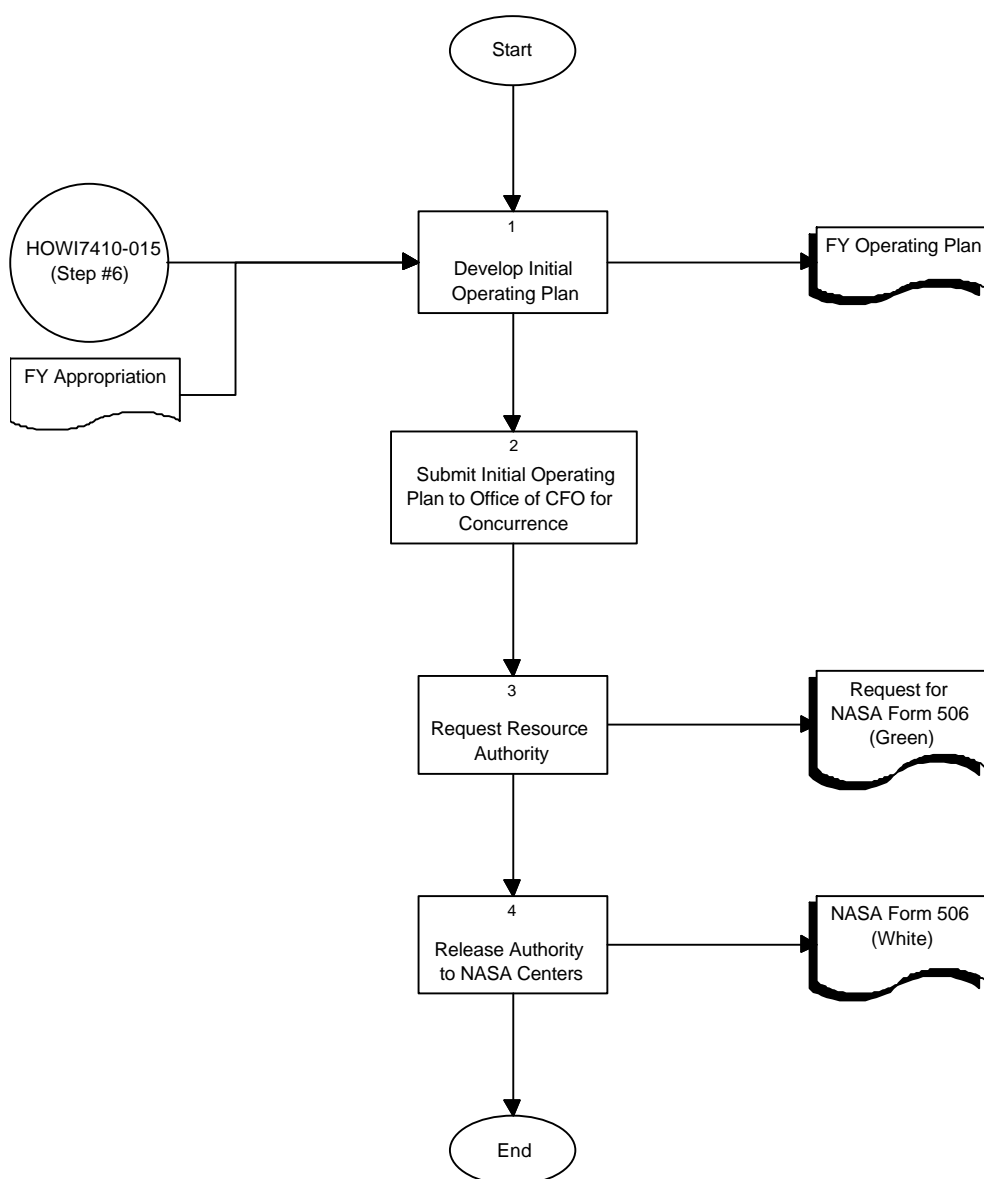 Start
HOWI7410-015
(Step #6)
1
Develop Initial
Operating Plan
FY Operating Plan
FY Appropriation
2
Submit Initial Operating
Plan to Office of CFO for
Concurrence
3
Request Resource
Authority
Request for
NASA Form 506
(Green)
4
Release Authority
to NASA Centers
NASA Form 506
(White)
End